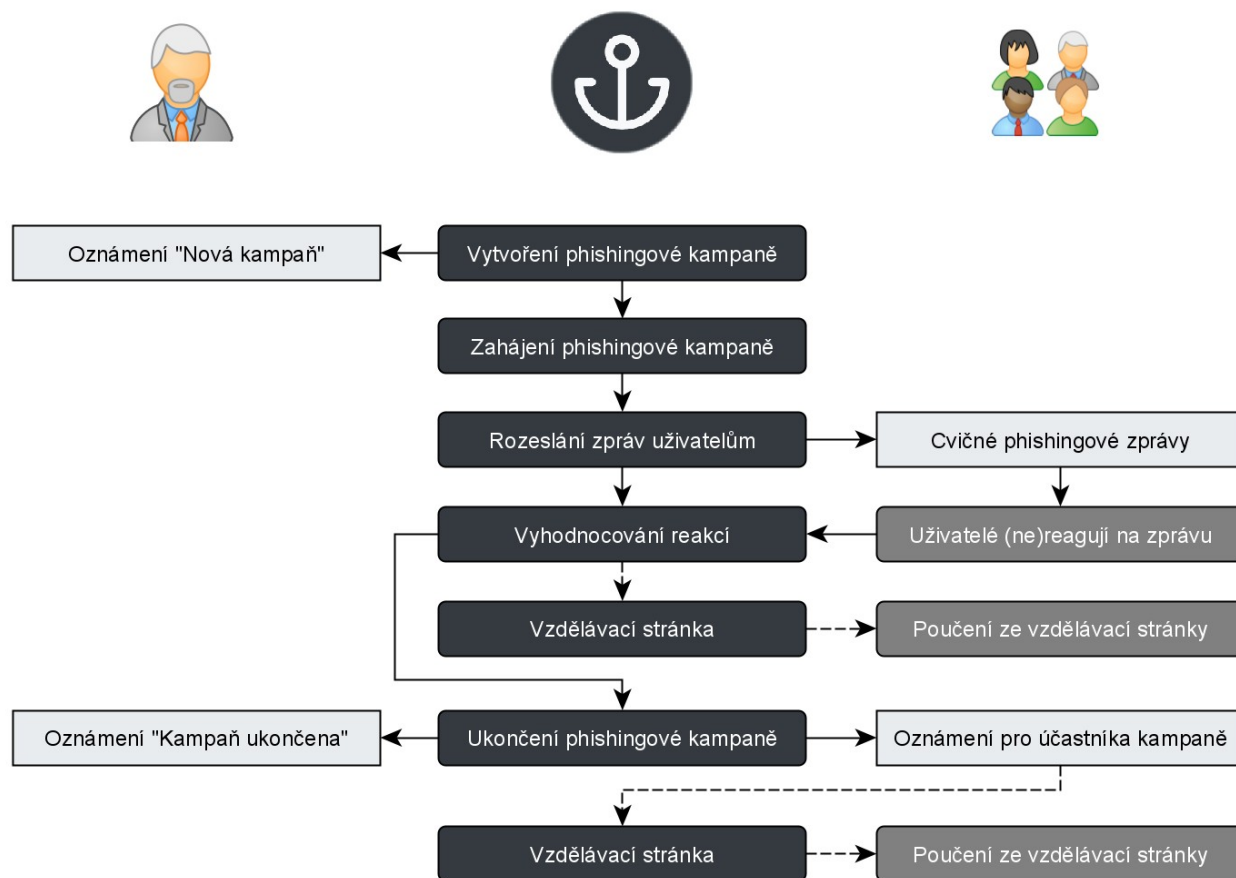 Oznámení "Nová kampaň"
Vytvoření phishingové kampaně
Zahájení phishingové kampaně
Rozeslání zpráv uživatelům
Cvičné phishingové zprávy
Vyhodnocování reakcí
Uživatelé (ne)reagují na zprávu
Vzdělávací stránka
Poučení ze vzdělávací stránky
Oznámení "Kampaň ukončena"
Ukončení phishingové kampaně
Oznámení pro účastníka kampaně
Vzdělávací stránka
Poučení ze vzdělávací stránky